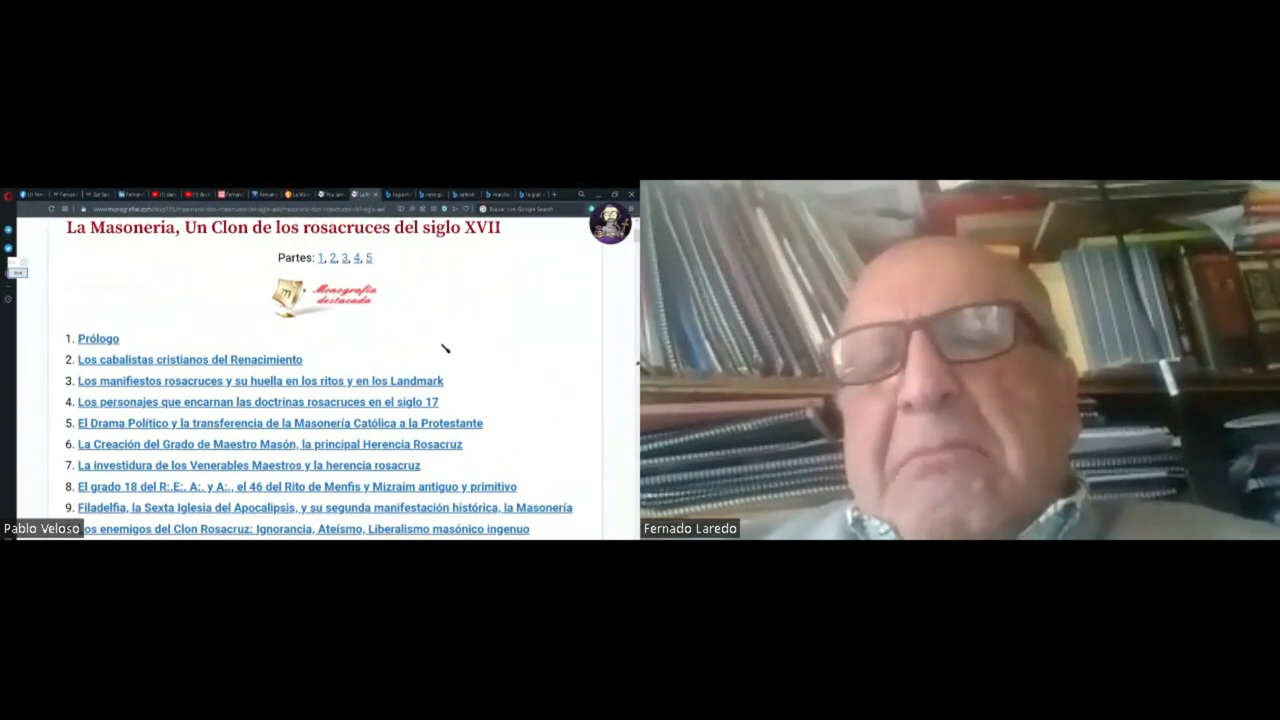 La Masoneria, Un Clon de los rosacruces del siglo XVII
Partes: 1, 2, 3, 4, 5
Monografía
destacada
1. Prólogo
2. Los cabalistas cristianos del Renacimiento
3. Los manifiestos rosacruces y su huella en los ritos y en los Landmark
4. Los personajes que encarnan las doctrinas rosacruces en el siglo 17
5. El Drama Político y la transferencia de la Masonería Católica a la Protestante
6. La Creación del Grado de Maestro Masón, la principal Herencia Rosacruz
7. La investidura de los Venerables Maestros y la herencia rosacruz
8. El grado 18 del R:.E:. A:. y A:., el 46 del Rito de Menfis y Mizraim antiguo y primitivo
9. Filadelfia, la Sexta Iglesia del Apocalipsis, y su segunda manifestación histórica, la Masonería
os enemigos del Clon Rosacruz: Ignorancia, Ateísmo, Liberalismo masónico ingenuo
Pablo Veloso
Fernado Laredo